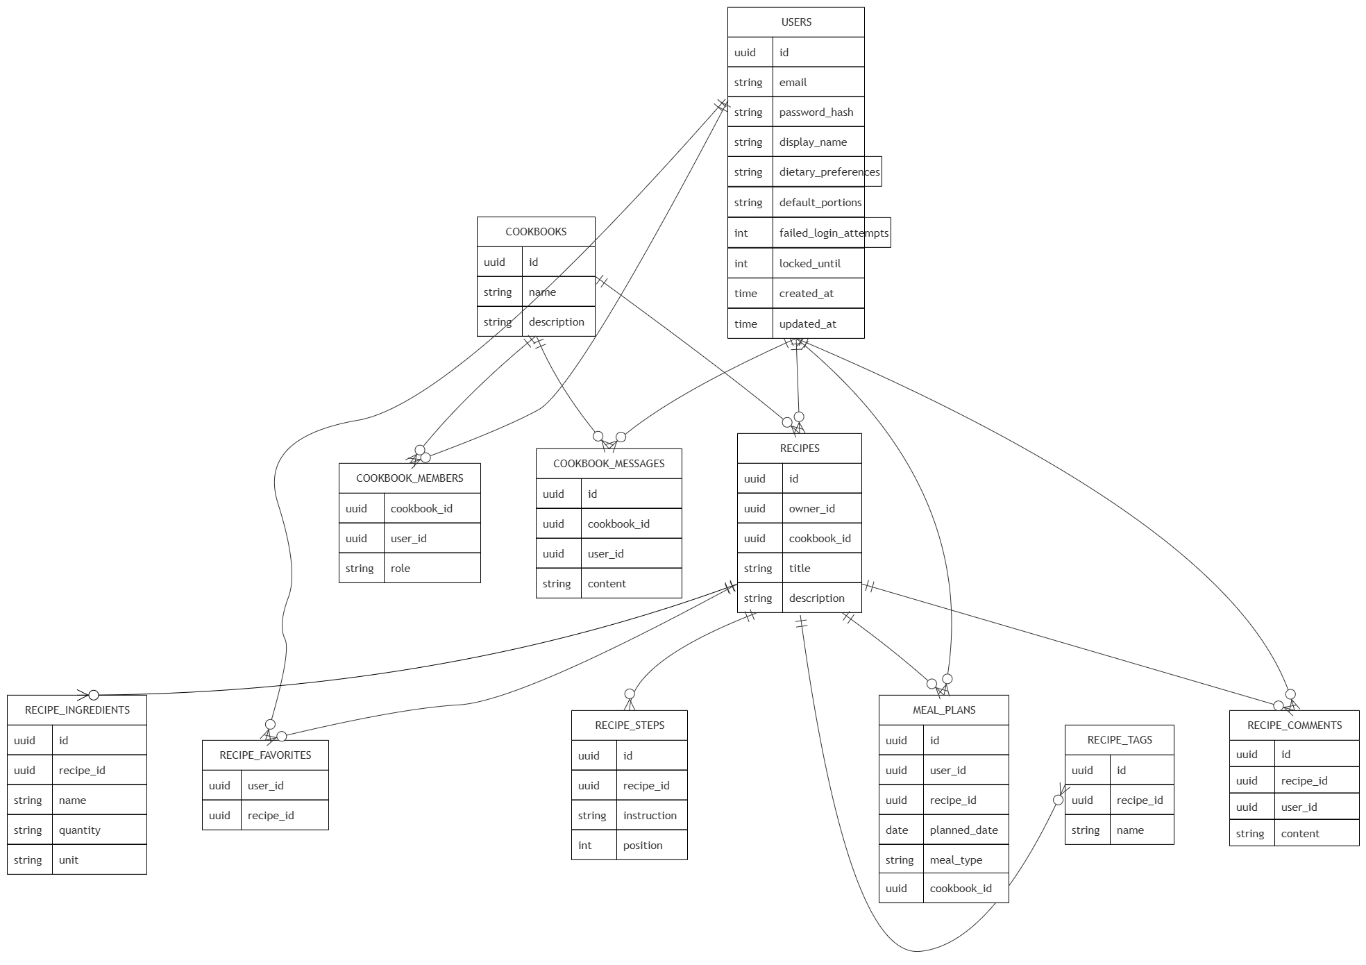 USERS
uuid id
string email
string password_hash
string display_name
string dietary_preferences
string default_portions
int failed_login_attempts
int locked_until
time created_at
time updated_at
COOKBOOKS
uuid id
string name
string description
COOKBOOK_MEMBERS
uuid cookbook_id
uuid user_id
string role
COOKBOOK_MESSAGES
uuid id
uuid cookbook_id
uuid user_id
string content
RECIPES
uuid id
uuid owner_id
uuid cookbook_id
string title
string description
RECIPE_INGREDIENTS
uuid id
uuid recipe_id
string name
string quantity
string unit
RECIPE_FAVORITES
uuid user_id
uuid recipe_id
RECIPE_STEPS
uuid id
uuid recipe_id
string instruction
int position
MEAL_PLANS
uuid id
uuid user_id
uuid recipe_id
date planned_date
string meal_type
uuid cookbook_id
RECIPE_TAGS
uuid id
uuid recipe_id
string name
RECIPE_COMMENTS
uuid id
uuid recipe_id
uuid user_id
string content